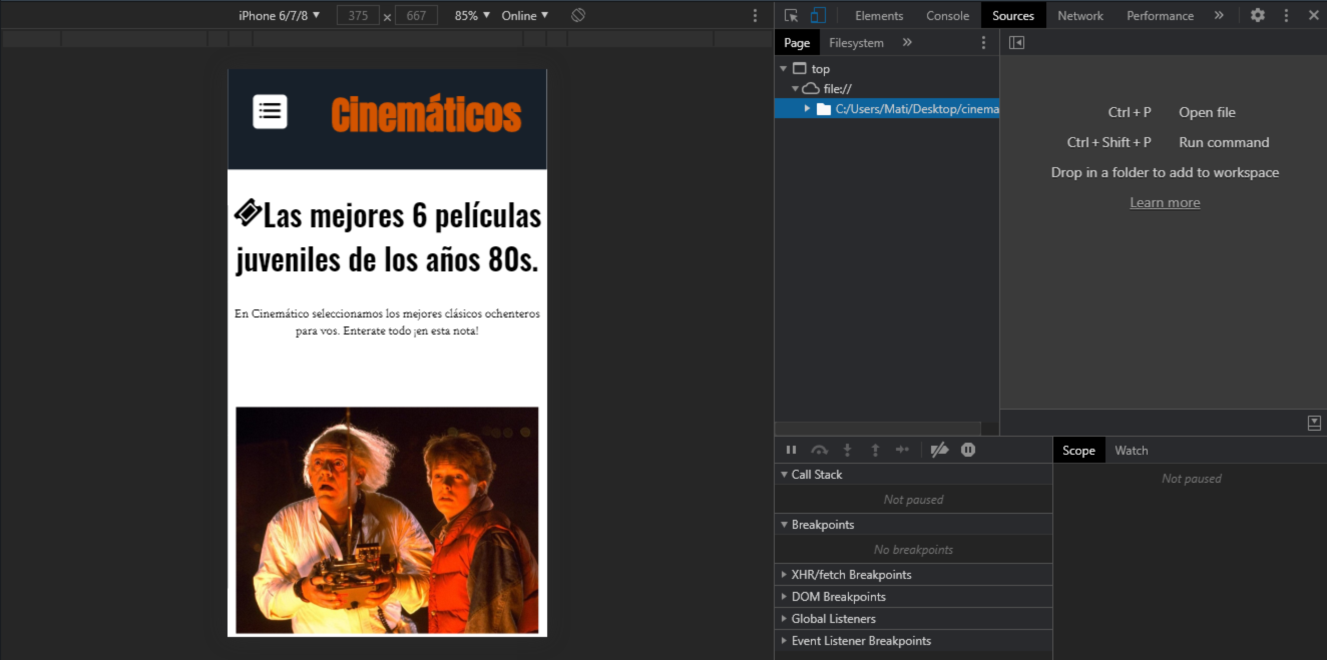 iPhone 6/7/8 ▼ 375 x 667 85% ▼ Online ▼
Elements Console Sources Network Performance »
Page Filesystem »
top
file://
C:/Users/Mati/Desktop/cinema
Ctrl + P Open file
Ctrl + Shift + P Run command
Drop in a folder to add to workspace
Learn more
Cinemáticos
Las mejores 6 películas
juveniles de los años 80s.
En Cinemático seleccionamos los mejores clásicos ochenteros
para vos. Enterate todo ¡en esta nota!
Scope Watch
Not paused
Call Stack
Not paused
Breakpoints
No breakpoints
XHR/fetch Breakpoints
DOM Breakpoints
Global Listeners
Event Listener Breakpoints